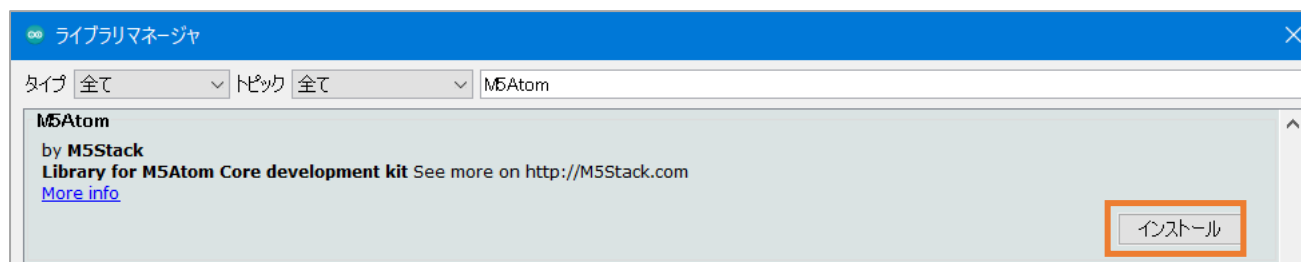 ライブラリマネージャ
タイプ 全て トピック 全て M5Atom
M5Atom
by M5Stack
Library for M5Atom Core development kit See more on http://M5Stack.com
More info
インストール